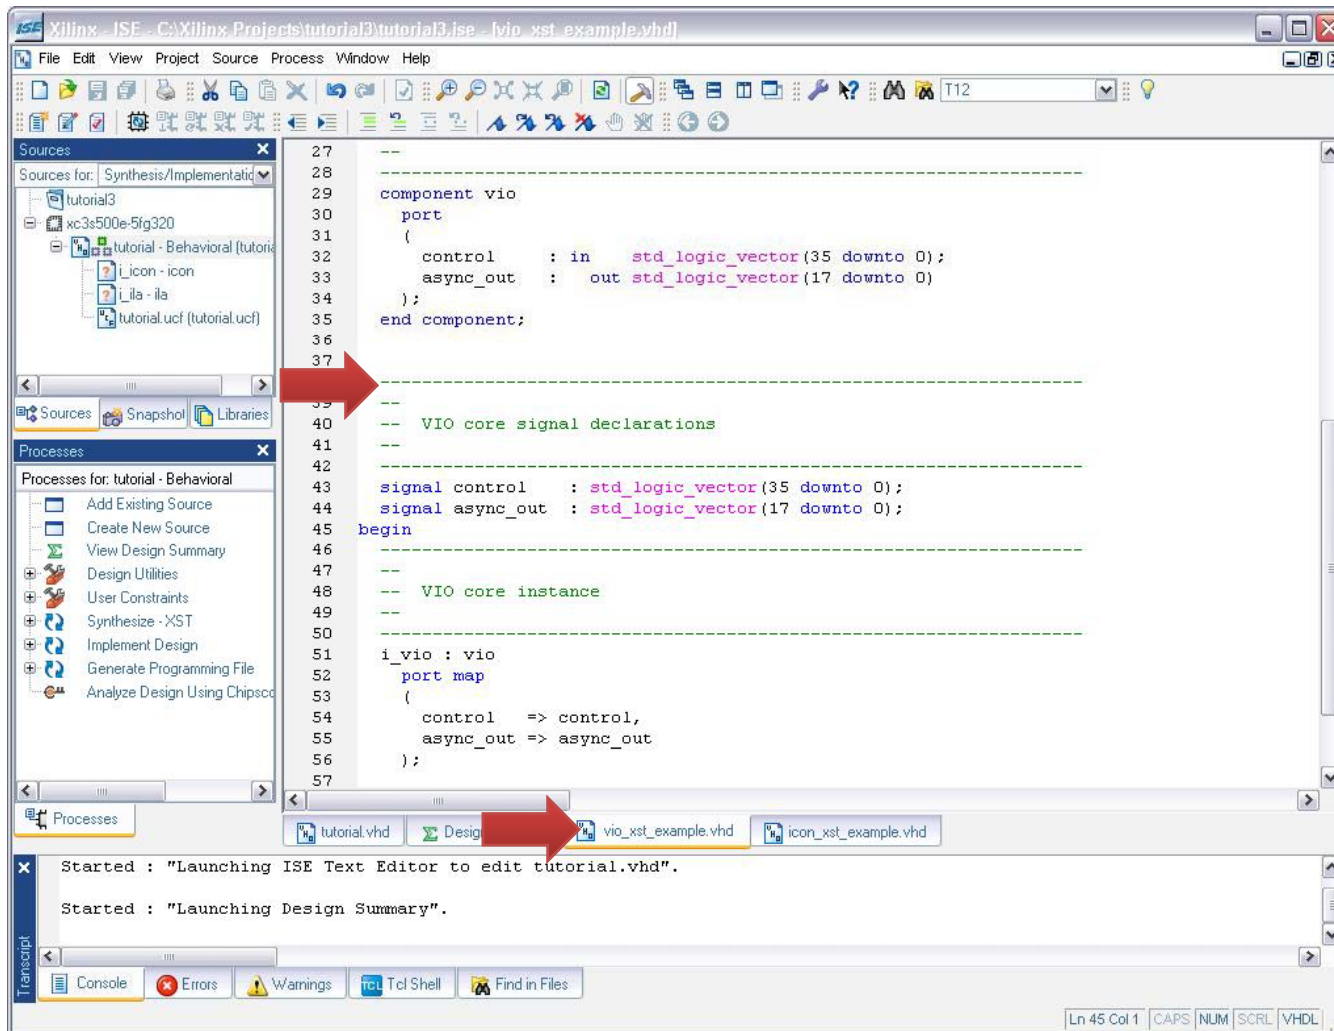 Xilinx - ISE - C:\Xilinx Projects\tutorial3\tutorial3.ise - [vio_xst_example.vhd]
File Edit View Project Source Process Window Help
T12
Sources
Sources for: Synthesis/Implementatic
tutorial3
xc3s500e-5fg320
tutorial - Behavioral (tutoria
i_icon - icon
i_ila - ila
tutorial.ucf (tutorial.ucf)
Sources Snapshot Libraries
Processes
Processes for: tutorial - Behavioral
Add Existing Source
Create New Source
View Design Summary
Design Utilities
User Constraints
Synthesize - XST
Implement Design
Generate Programming File
Analyze Design Using Chipsco
Processes
27 --
28 -------------------------------------------------------------------
29 component vio
30 port
31 (
32 control : in std_logic_vector(35 downto 0);
33 async_out : out std_logic_vector(17 downto 0)
34 );
35 end component;
36
37
-------------------------------------------------------------------
39 --
40 -- VIO core signal declarations
41 --
42 -------------------------------------------------------------------
43 signal control : std_logic_vector(35 downto 0);
44 signal async_out : std_logic_vector(17 downto 0);
45 begin
46 -------------------------------------------------------------------
47 --
48 -- VIO core instance
49 --
50 -------------------------------------------------------------------
51 i_vio : vio
52 port map
53 (
54 control => control,
55 async_out => async_out
56 );
57
tutorial.vhd Desig vio_xst_example.vhd icon_xst_example.vhd
Started : "Launching ISE Text Editor to edit tutorial.vhd".
Started : "Launching Design Summary".
Transcript
Console Errors Warnings Tcl Shell Find in Files
Ln 45 Col 1 CAPS NUM SCRL VHDL